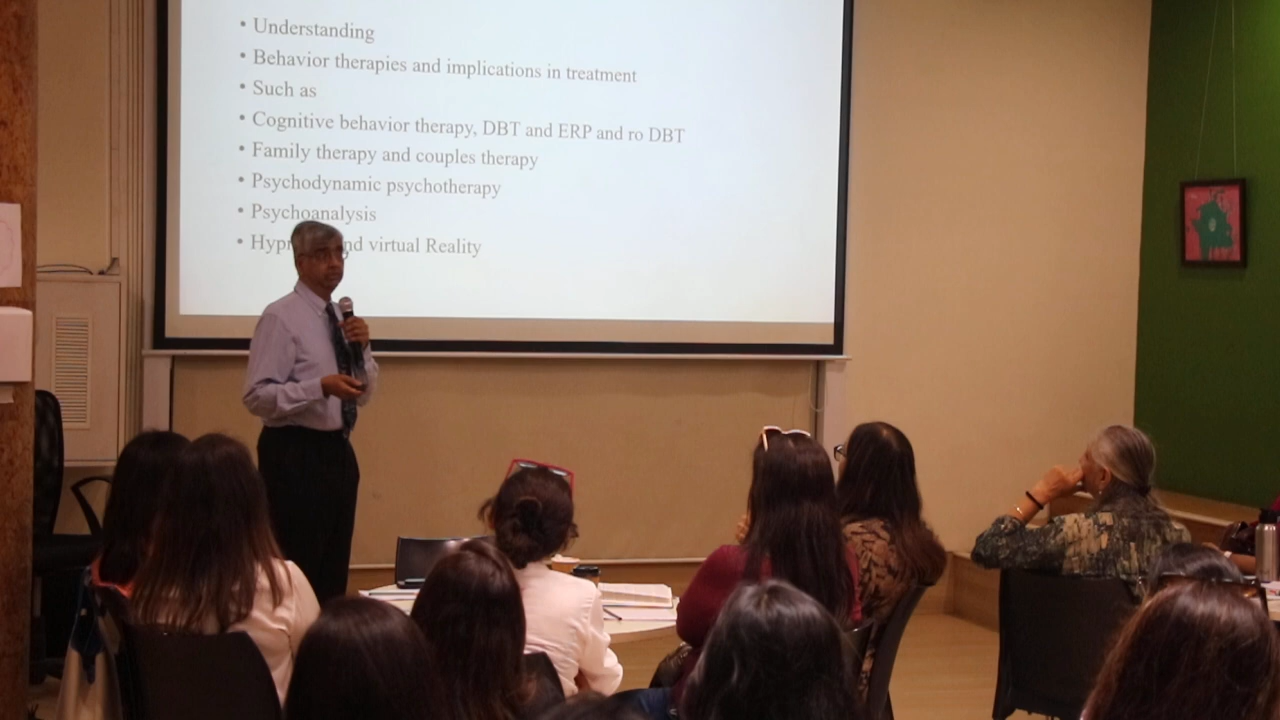 • Understanding
• Behavior therapies and implications in treatment
• Such as
• Cognitive behavior therapy, DBT and ERP and ro DBT
• Family therapy and couples therapy
• Psychodynamic psychotherapy
• Psychoanalysis
• and virtual Reality